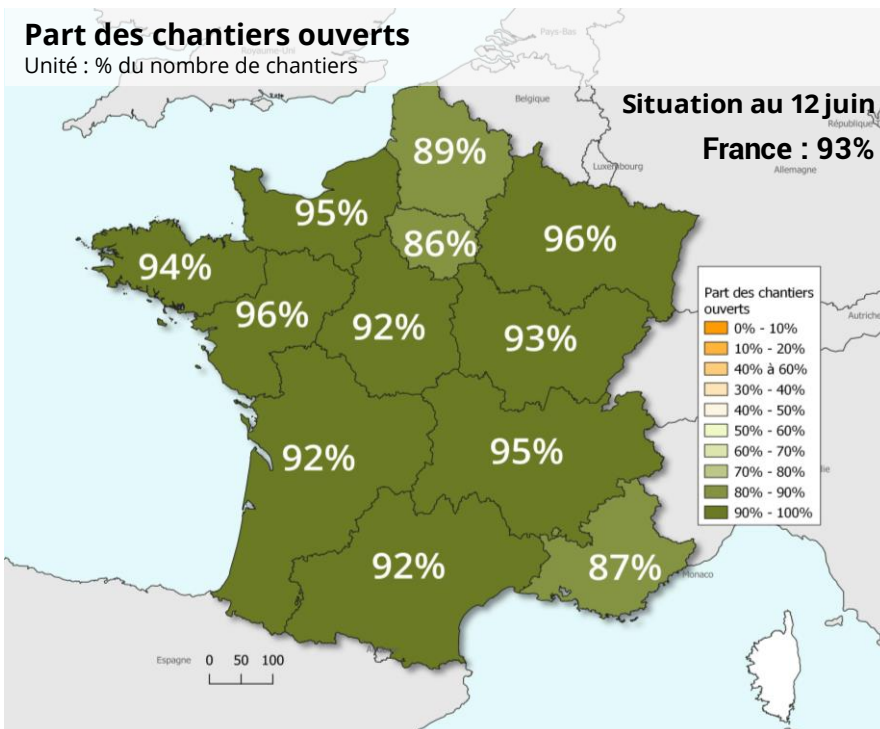 Part des chantiers ouverts
Unité : % du nombre de chantiers
Royaume-Uni
Pays-Bas
Belgique
Situation au 12 juin
France : 93%
Luxembourg
Allemagne
89%
95%
86%
96%
94%
96%
92%
93%
Autriche
Part des chantiers
ouverts
0% - 10%
10% - 20%
40% à 60%
30% - 40%
40% - 50%
50% - 60%
60% - 70%
70% - 80%
80% - 90%
90% - 100%
92%
95%
92%
87%
Monaco
Espagne
0 50 100